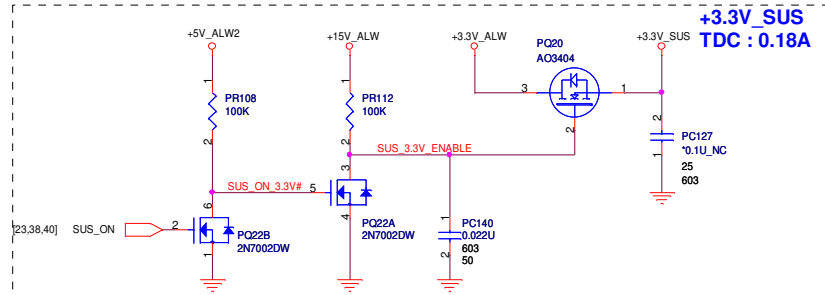 +3.3V_SUS
TDC : 0.18A
+5V_ALW2
+15V_ALW
+3.3V_ALW
+3.3V_SUS
PQ20
AO3404
3
1
2
1
PR108
100K
2
1
PR112
100K
2
2
PC127
*0.1U_NC
1
25
603
SUS_3.3V_ENABLE
SUS_ON_3.3V#
5
3
4
PQ22A
2N7002DW
6
[23,38,40]
SUS_ON
2
PQ22B
2N7002DW
1
1
PC140
0.022U
2
603
50